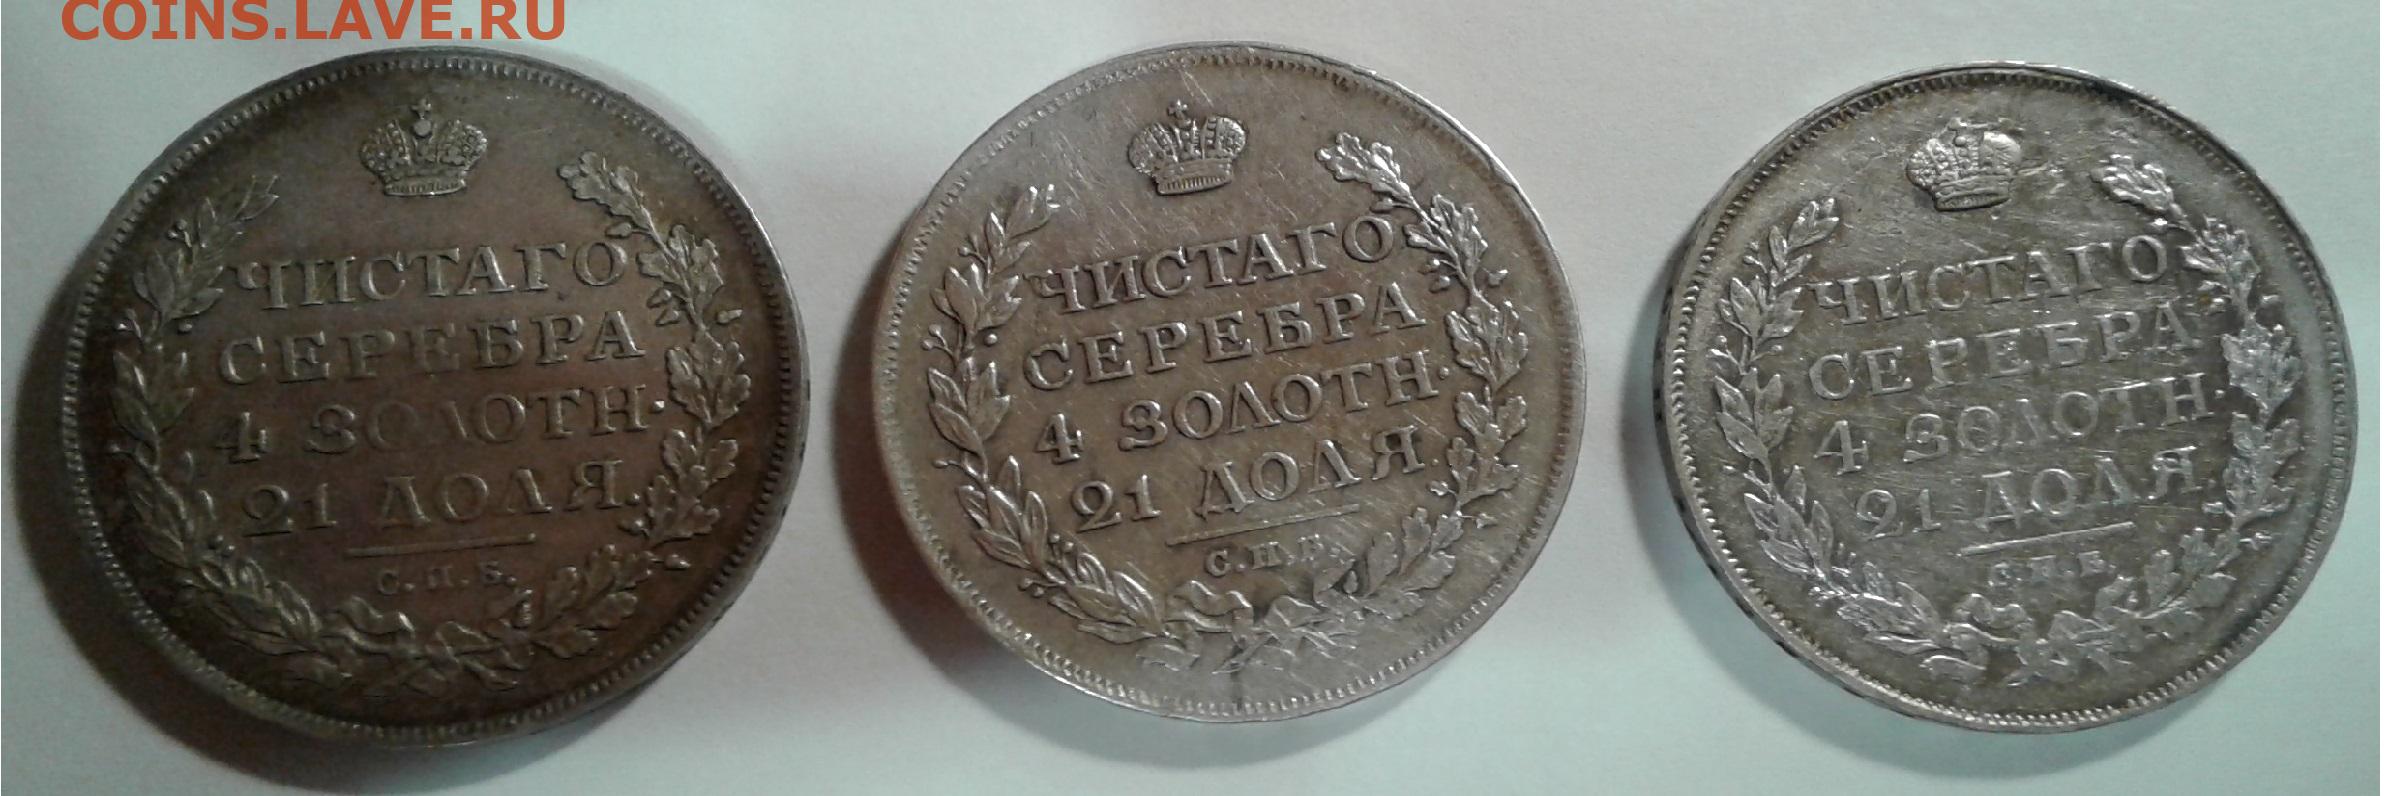 COINS.LAVE.RU
ЧИСТАГО
СЕРЕБРА
4 ЗОЛОТН.
21 ДОЛЯ.
С.П.Б.
ЧИСТАГО
СЕРЕБРА
4 ЗОЛОТН.
21 ДОЛЯ.
С.П.Б.
ЧИСТАГО
СЕРЕБРА
4 ЗОЛОТН.
21 ДОЛЯ.
С.П.Б.